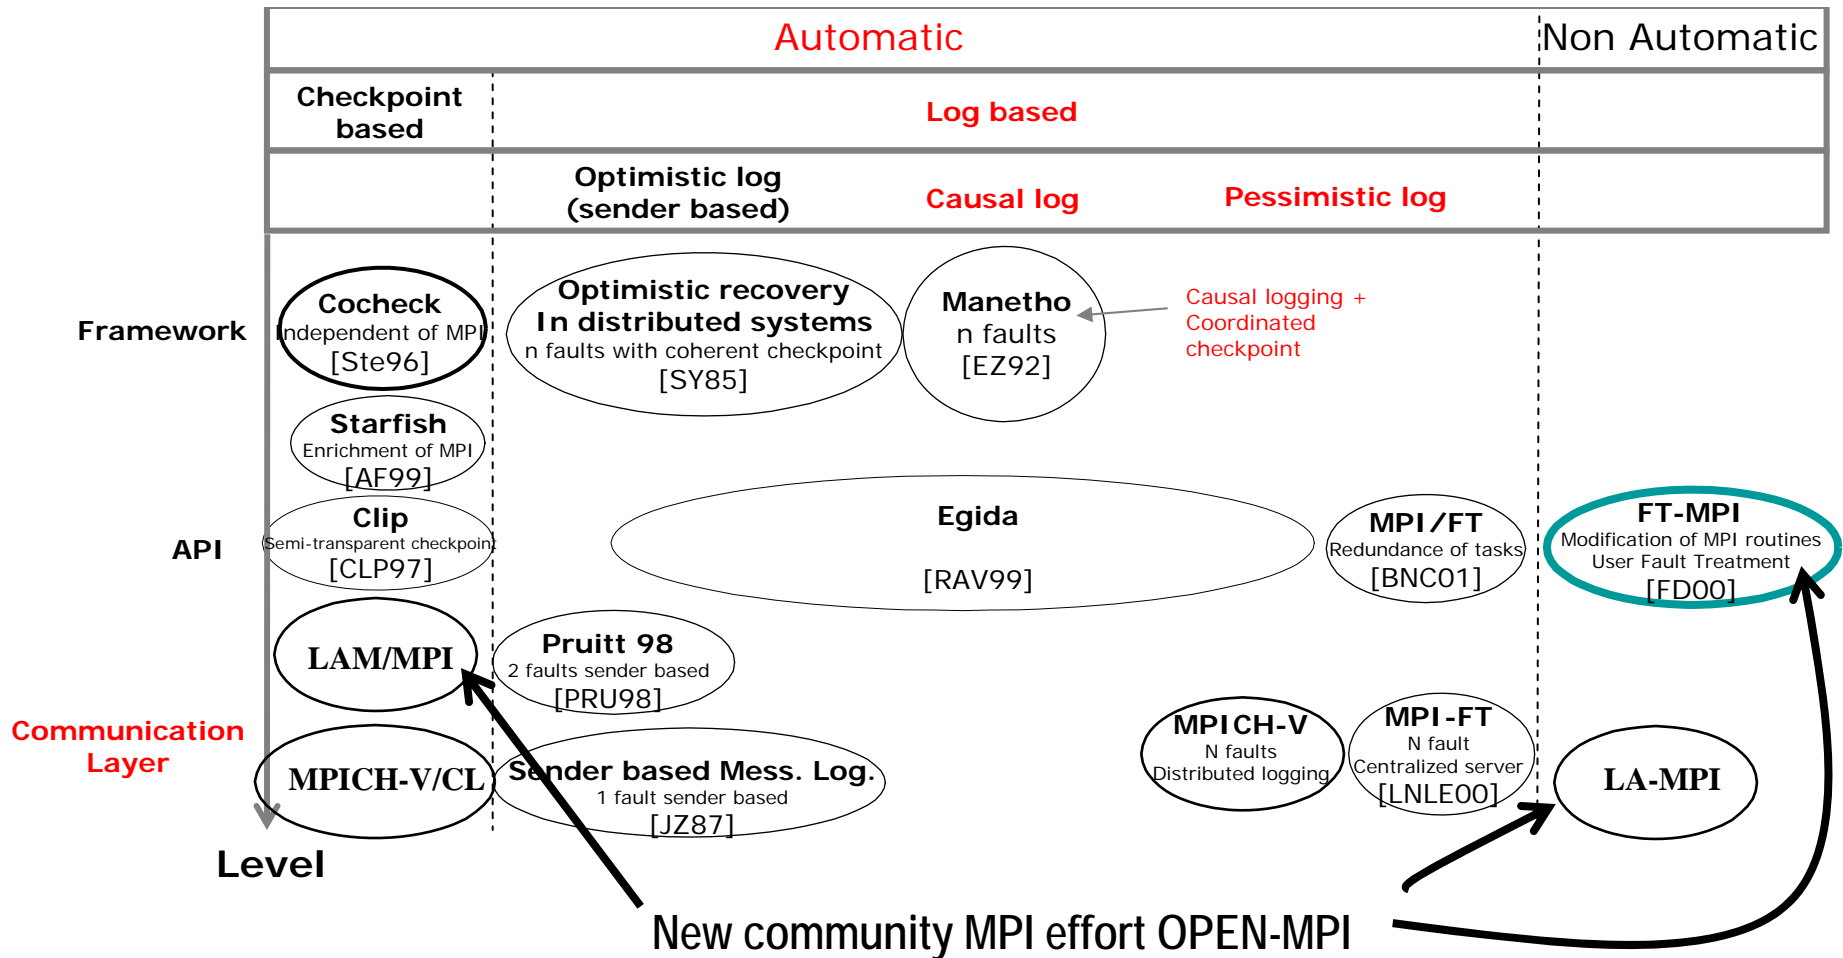 Automatic
Non Automatic
Checkpoint
based
Log based
Optimistic log
(sender based)
Causal log
Pessimistic log
Framework
Cocheck
Independent of MPI
[Ste96]
Optimistic recovery
In distributed systems
n faults with coherent checkpoint
[SY85]
Manetho
n faults
[EZ92]
Causal logging +
Coordinated
checkpoint
Starfish
Enrichment of MPI
[AF99]
API
Clip
Semi-transparent checkpoint
[CLP97]
Egida
[RAV99]
MPI/FT
Redundance of tasks
[BNC01]
FT-MPI
Modification of MPI routines
User Fault Treatment
[FD00]
LAM/MPI
Pruitt 98
2 faults sender based
[PRU98]
Communication
Layer
MPICH-V/CL
Sender based Mess. Log.
1 fault sender based
[JZ87]
MPICH-V
N faults
Distributed logging
MPI-FT
N fault
Centralized server
[LNLE00]
LA-MPI
Level
New community MPI effort OPEN-MPI